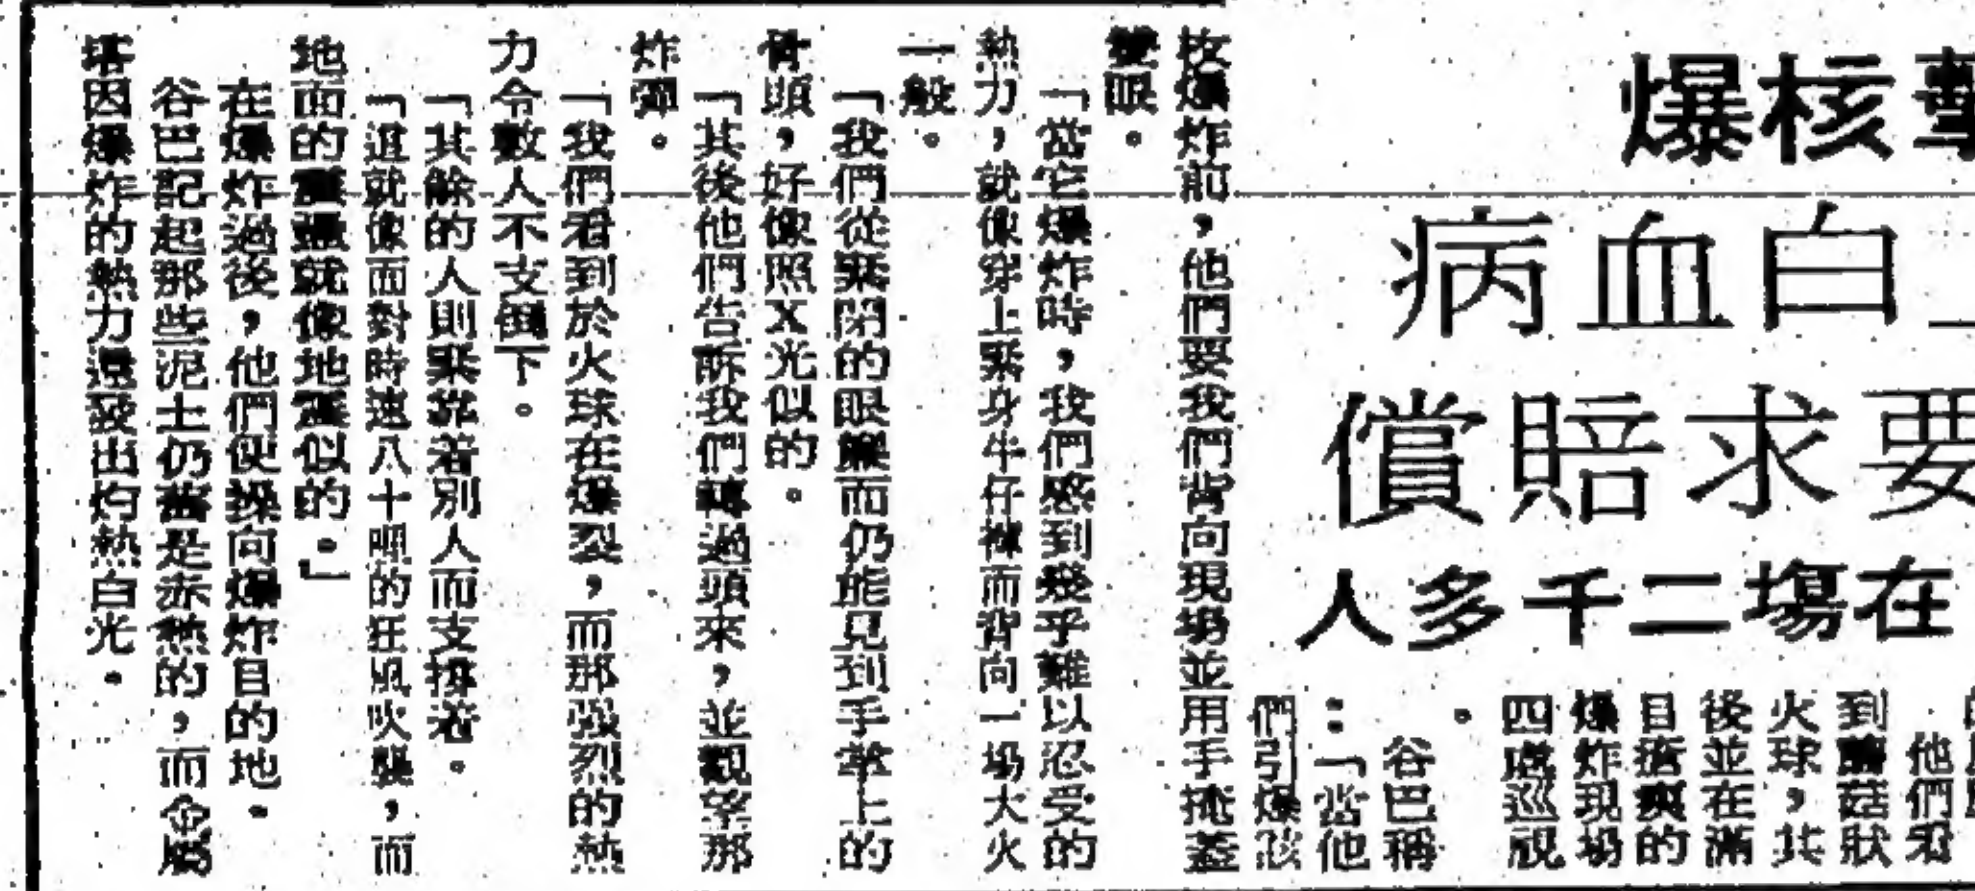 核爆
白血病
要求賠償
在場二千多人
他們看
到蘑菇狀
火球，其
後並在滿
目瘡痍的
爆炸現場
四處巡視
。
谷巴稱
：「當他
們引爆該
枚爆炸前，他們要我們背向現場並用手掩蓋
雙眼。
「當它爆炸時，我們感到幾乎難以忍受的
熱力，就像穿上緊身牛仔褲而背向一場大火
一般。
「我們從緊閉的眼簾而仍能見到手掌上的
骨頭，好像照X光似的。
「其後他們告訴我們轉過頭來，並觀望那
炸彈。
「我們看到於火球在爆裂，而那強烈的熱
力令數人不支倒下。
「其餘的人則緊靠着別人而支撐着。
「這就像面對時速八十哩的狂風吹襲，而
地面的震盪就像地震似的。」
在爆炸過後，他們便操向爆炸目的地。
谷巴記起那些泥土仍舊是赤熱的，而金屬
塔因爆炸的熱力還發出灼熱白光。